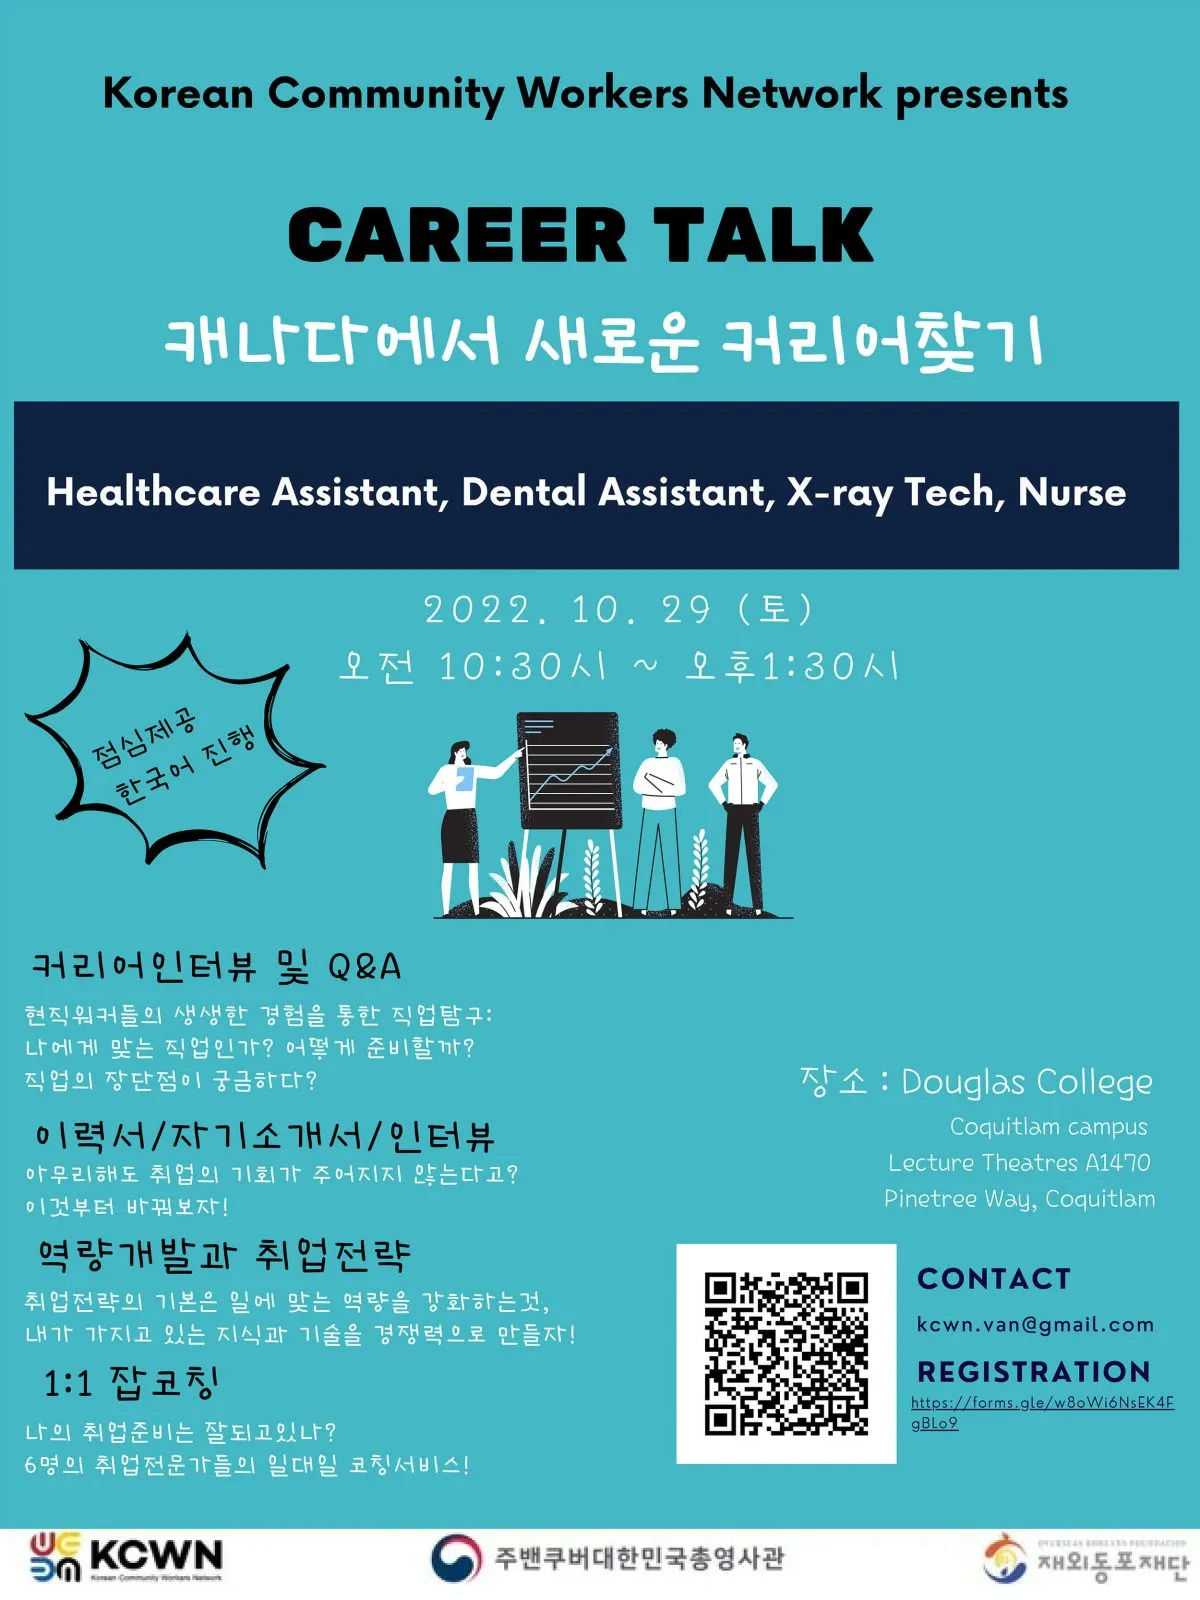 Korean Community Workers Network presents
CAREER TALK
캐나다에서 새로운 커리어찾기
Healthcare Assistant, Dental Assistant, X-ray Tech, Nurse
2022. 10. 29 (토)
오전 10:30시 ~ 오후1:30시
점심제공
한국어 진행
커리어인터뷰 및 Q&A
현직워커들의 생생한 경험을 통한 직업탐구:
나에게 맞는 직업인가? 어떻게 준비할까?
직업의 장단점이 궁금하다?
이력서/자기소개서/인터뷰
아무리해도 취업의 기회가 주어지지 않는다고?
이것부터 바꿔보자!
역량개발과 취업전략
취업전략의 기본은 일에 맞는 역량을 강화하는것,
내가 가지고 있는 지식과 기술을 경쟁력으로 만들자!
1:1 잡코칭
나의 취업준비는 잘되고있나?
6명의 취업전문가들의 일대일 코칭서비스!
장소 : Douglas College
Coquitlam campus
Lecture Theatres A1470
Pinetree Way, Coquitlam
CONTACT
kcwn.van@gmail.com
REGISTRATION
https://forms.gle/w8oWi6NsEK4F
gBLo9
KCWN
Korean Community Workers Network
주밴쿠버대한민국총영사관
OVERSEAS KOREANS FOUNDATION
재외동포재단